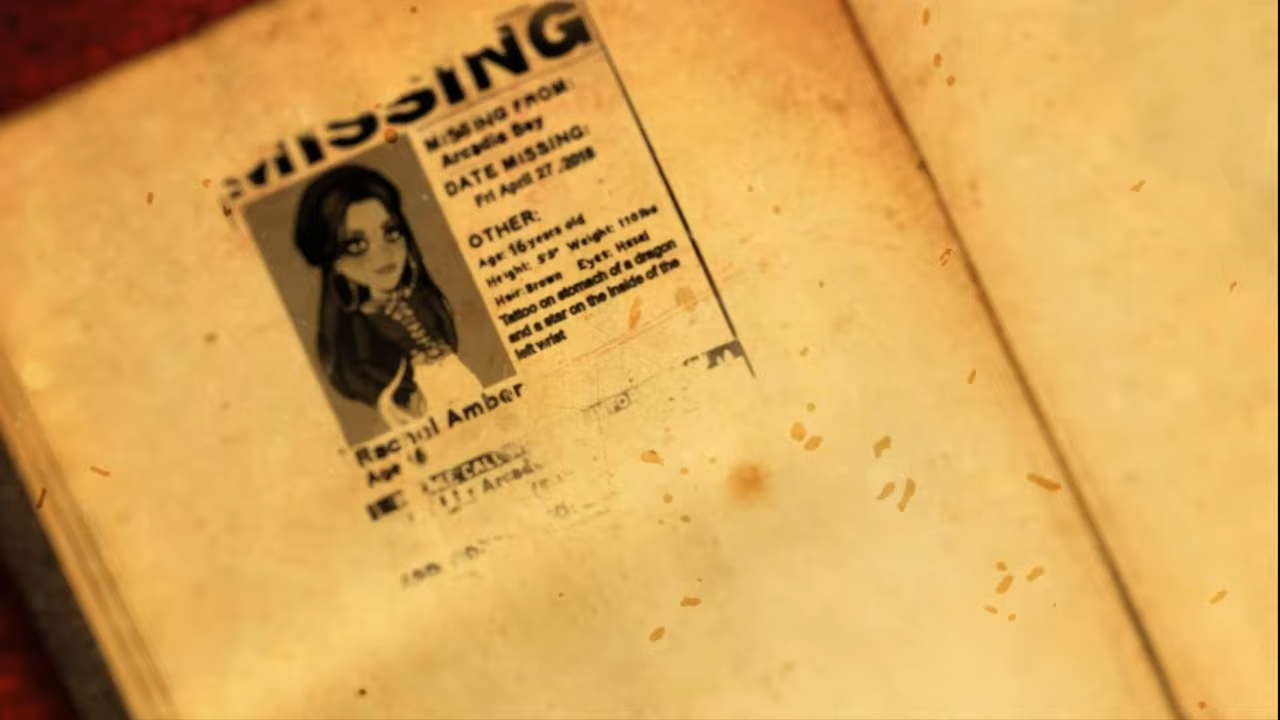 MISSING
MISSING FROM:
Arcadia Bay
DATE MISSING:
Fri April 27 ,2018
OTHER:
Age: 16 years old
Height: 5'5" Weight: 110 lbs
Hair: Brown Eyes: Hazel
Tattoo on stomach of a dragon
and a star on the inside of the
left wrist
Rachel Amber
Age 16